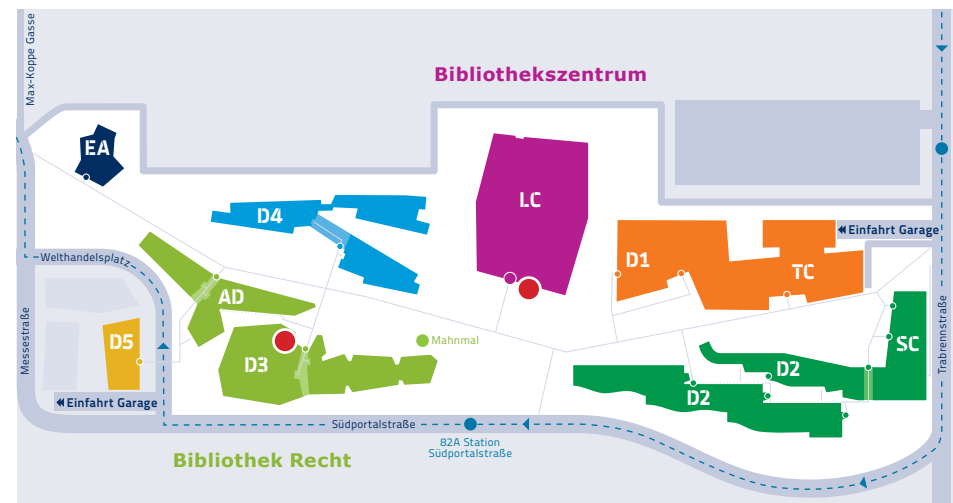 Max-Koppe Gasse
Bibliothekszentrum
EA
LC
D4
Einfahrt Garage
D1
TC
Welthandelsplatz
AD
Messestraße
D5
D3
Mahnmal
SC
Trabrennstraße
D2
D2
Einfahrt Garage
Südportalstraße
82A Station
Südportalstraße
Bibliothek Recht